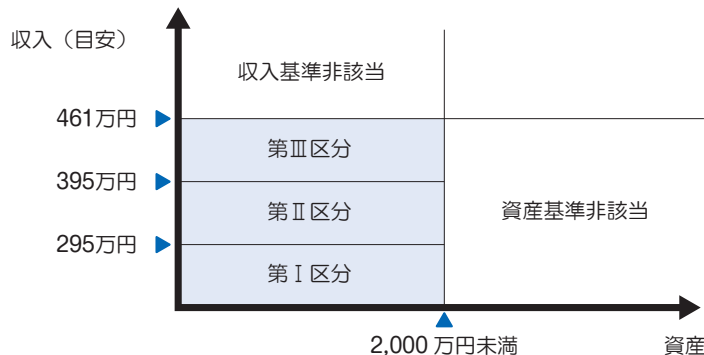 収入（目安）
収入基準非該当
461万円
第Ⅲ区分
395万円
第Ⅱ区分
資産基準非該当
295万円
第Ⅰ区分
2,000 万円未満
資産